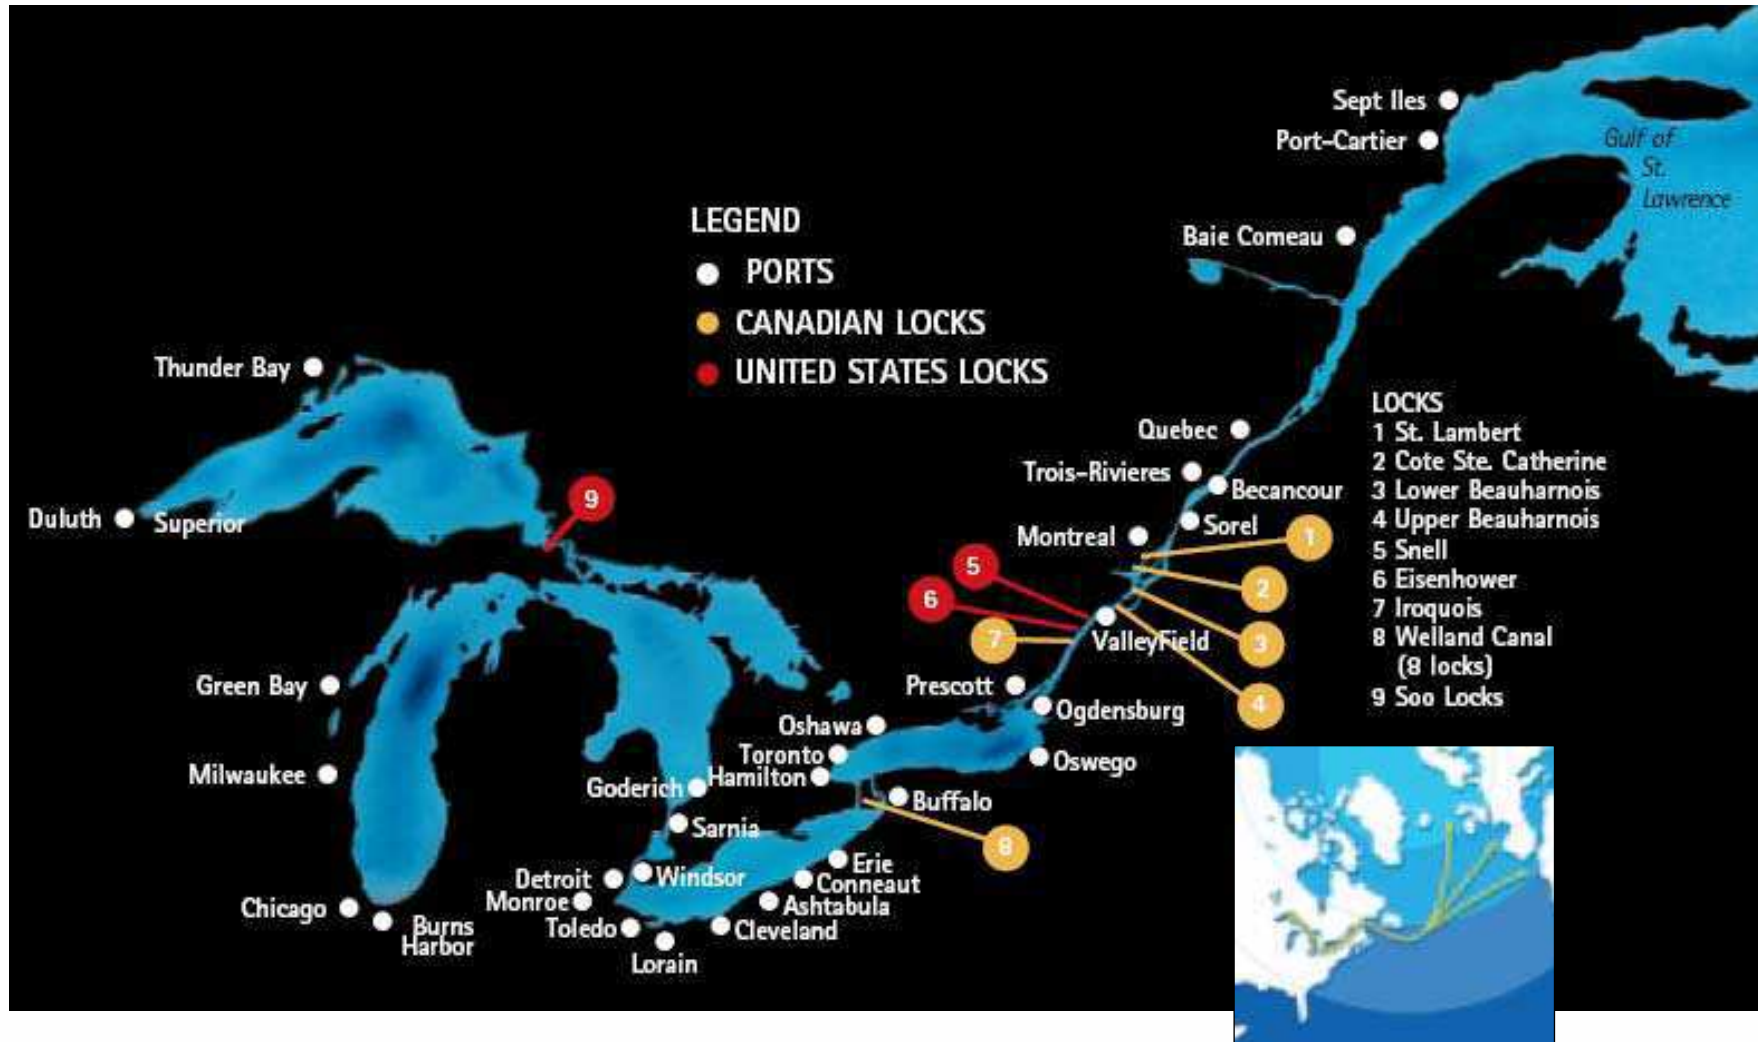 Sept Iles
Port-Cartier
Gulf of
St.
Lawrence
LEGEND
PORTS
CANADIAN LOCKS
UNITED STATES LOCKS
Baie Comeau
Thunder Bay
Duluth
Superior
9
Quebec
Trois-Rivieres
Becancour
Sorel
Montreal
1
2
3
4
5
6
7
ValleyField
LOCKS
1 St. Lambert
2 Cote Ste. Catherine
3 Lower Beauharnois
4 Upper Beauharnois
5 Snell
6 Eisenhower
7 Iroquois
8 Welland Canal
(8 locks)
9 Soo Locks
Green Bay
Prescott
Ogdensburg
Oshawa
Toronto
Oswego
Milwaukee
Goderich
Hamilton
Buffalo
Sarnia
8
Erie
Detroit
Windsor
Conneaut
Monroe
Ashtabula
Chicago
Burns
Harbor
Toledo
Cleveland
Lorain